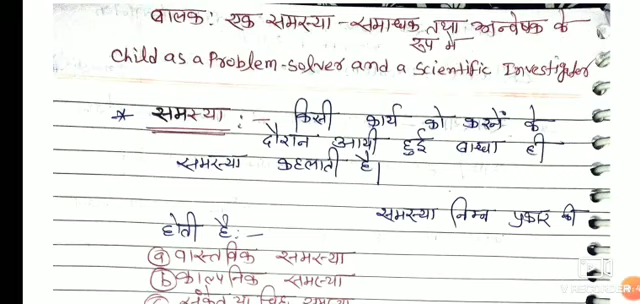 बालक: एक समस्या - समाधक तथा अन्वेषक के
रूप में
Child as a Problem-solver and a Scientific Investigator
* समस्या :- किसी कार्य को करनें के
दौरान आयी हुई बाधा ही
समस्या कहलाती है।
समस्या निम्न प्रकार की
होती है:-
ⓐ वास्तविक समस्या
ⓑ काल्पनिक समस्या
V RECORDER